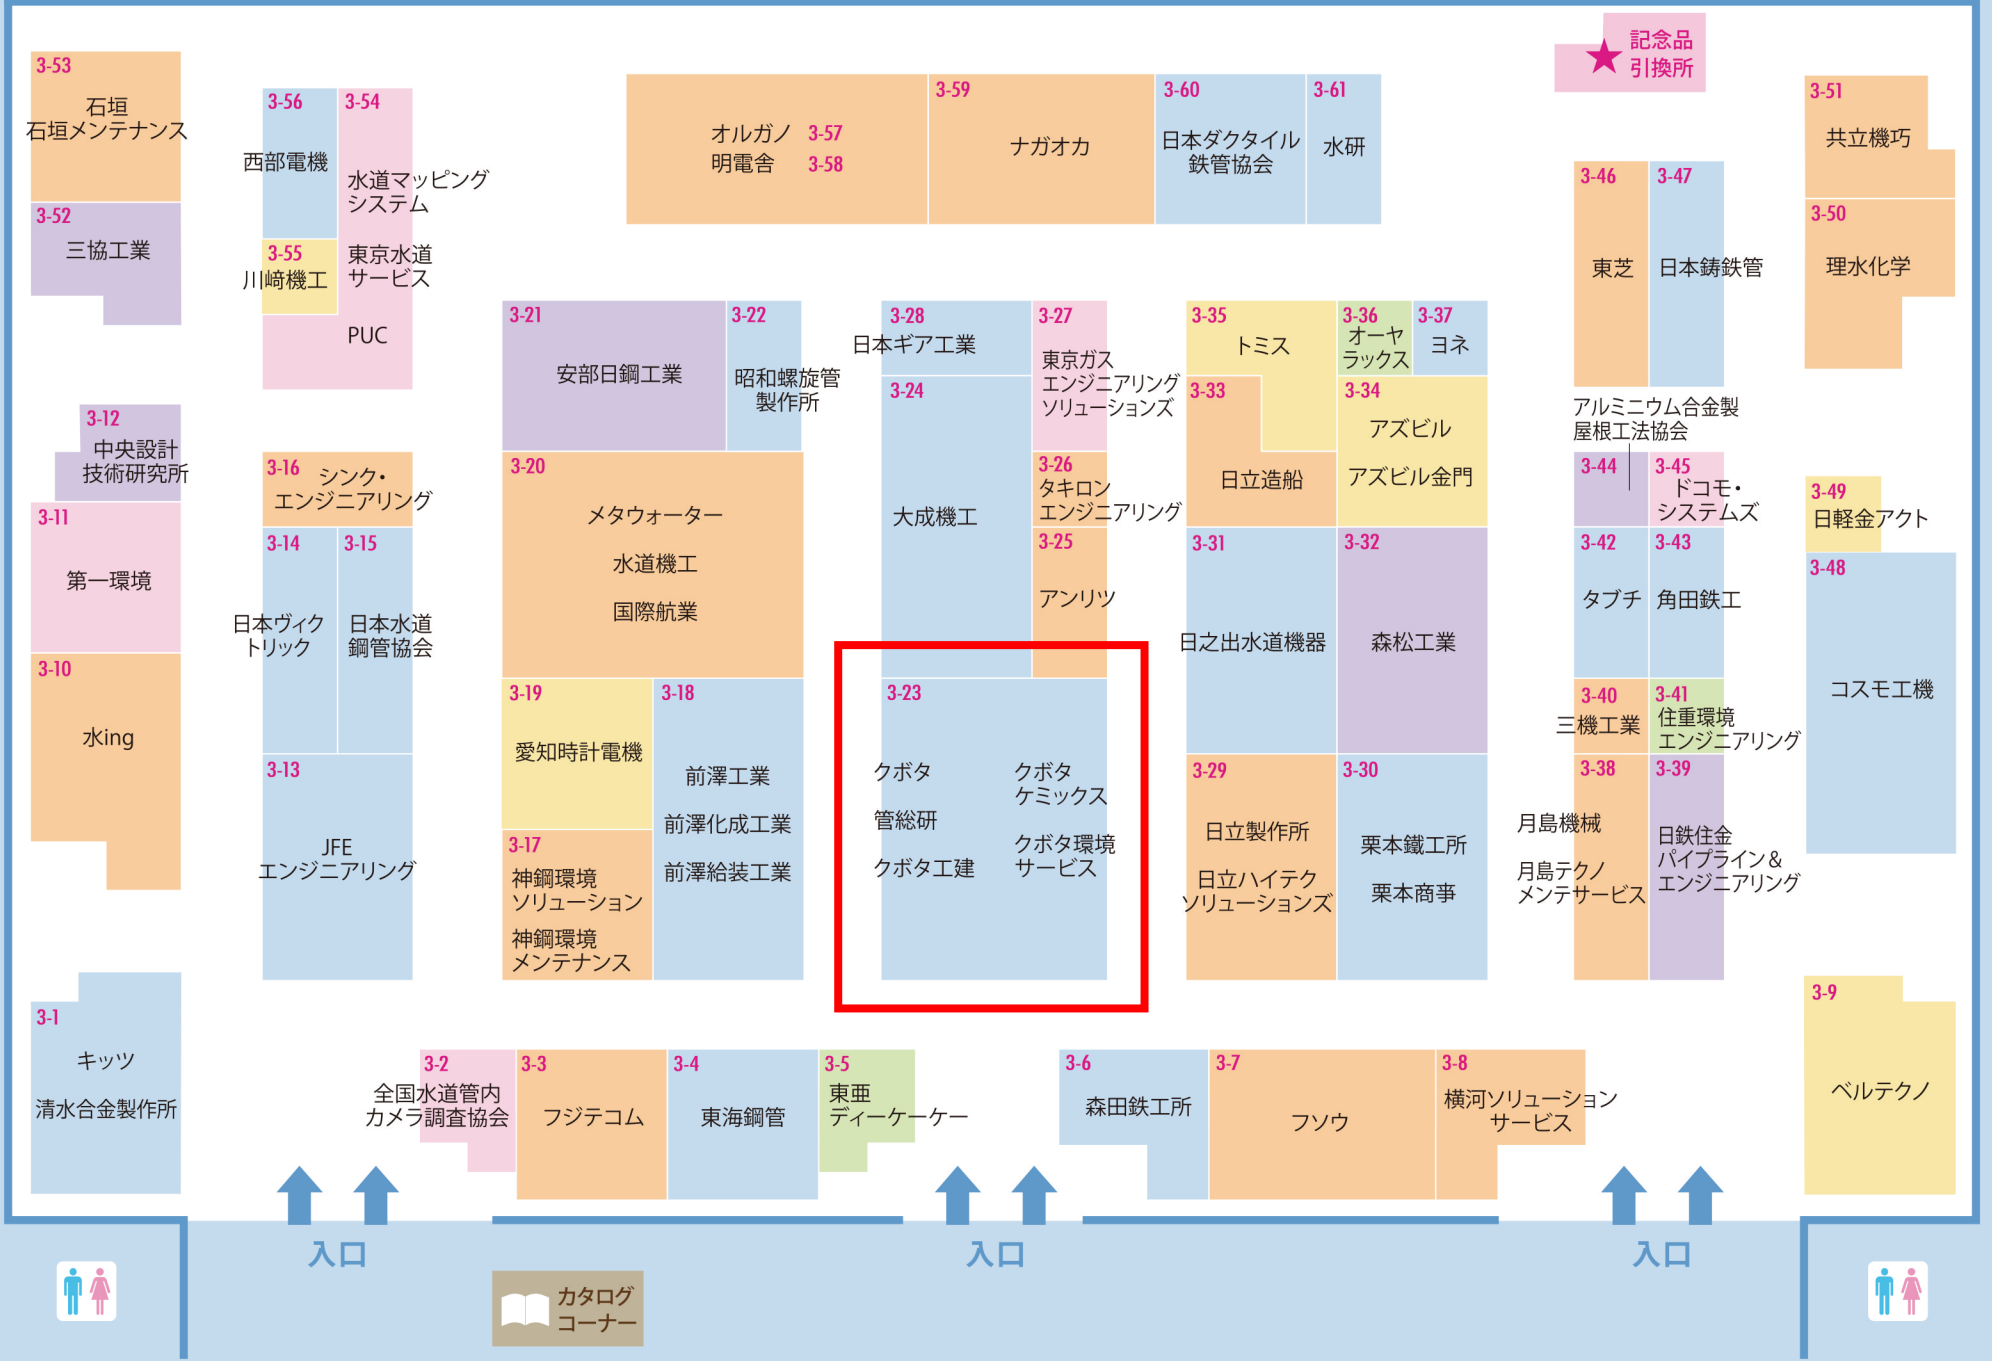 3-53
石垣
石垣メンテナンス
3-52
三協工業
3-56
西部電機
3-54
水道マッピング
システム
東京水道
サービス
PUC
3-55
川﨑機工
オルガノ 3-57
明電舎 3-58
3-59
ナガオカ
3-60
日本ダクタイル
鉄管協会
3-61
水研
記念品
引換所
3-51
共立機巧
3-50
理水化学
3-46
東芝
3-47
日本鋳鉄管
3-21
安部日鋼工業
3-22
昭和螺旋管
製作所
3-28
日本ギア工業
3-27
東京ガス
エンジニアリング
ソリューションズ
3-24
大成機工
3-26
タキロン
エンジニアリング
3-25
アンリツ
3-35
トミス
3-36
オーヤ
ラックス
3-37
ヨネ
3-33
日立造船
3-34
アズビル
アズビル金門
アルミニウム合金製
屋根工法協会
3-44
3-45
ドコモ・
システムズ
3-12
中央設計
技術研究所
3-11
第一環境
3-10
水ing
3-16
シンク・
エンジニアリング
3-14
日本ヴィク
トリック
3-15
日本水道
鋼管協会
3-13
JFE
エンジニアリング
3-20
メタウォーター
水道機工
国際航業
3-19
愛知時計電機
3-18
前澤工業
前澤化成工業
前澤給装工業
3-17
神鋼環境
ソリューション
神鋼環境
メンテナンス
3-23
クボタ
管総研
クボタ工建
クボタ
ケミックス
クボタ環境
サービス
3-31
日之出水道機器
3-32
森松工業
3-29
日立製作所
日立ハイテク
ソリューションズ
3-30
栗本鐵工所
栗本商事
3-42
タブチ
3-43
角田鉄工
3-40
三機工業
3-41
住重環境
エンジニアリング
3-38
月島機械
月島テクノ
メンテサービス
3-39
日鉄住金
パイプライン＆
エンジニアリング
3-49
日軽金アクト
3-48
コスモ工機
3-1
キッツ
清水合金製作所
3-2
全国水道管内
カメラ調査協会
3-3
フジテコム
3-4
東海鋼管
3-5
東亜
ディーケーケー
3-6
森田鉄工所
3-7
フソウ
3-8
横河ソリューション
サービス
3-9
ベルテクノ
入口
入口
入口
カタログ
コーナー